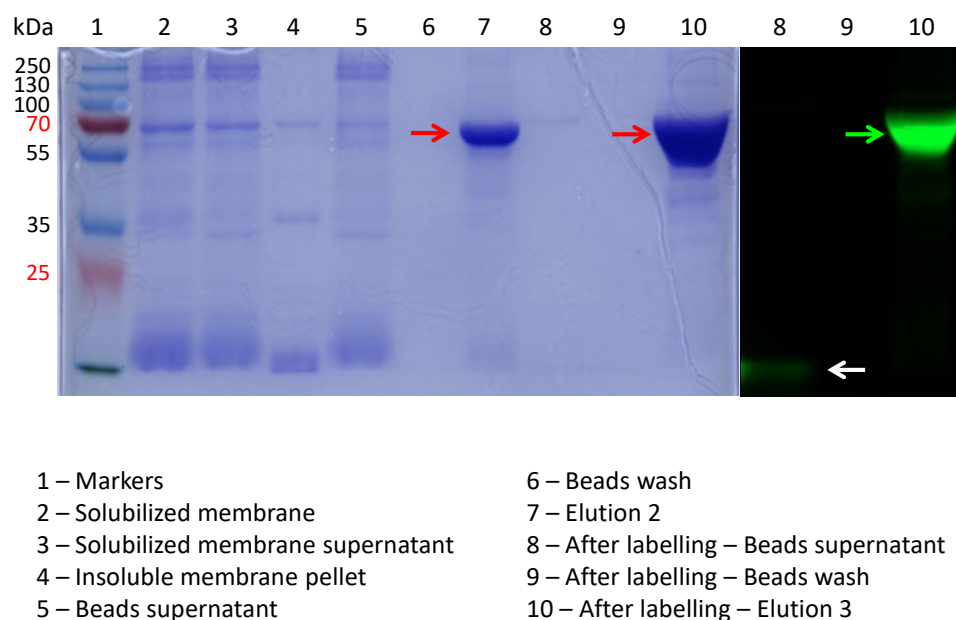 kDa 1 2 3 4 5 6 7 8 9 10 8 9 10
250
130
100
70
55
35
25
1 – Markers
2 – Solubilized membrane
3 – Solubilized membrane supernatant
4 – Insoluble membrane pellet
5 – Beads supernatant
6 – Beads wash
7 – Elution 2
8 – After labelling – Beads supernatant
9 – After labelling – Beads wash
10 – After labelling – Elution 3